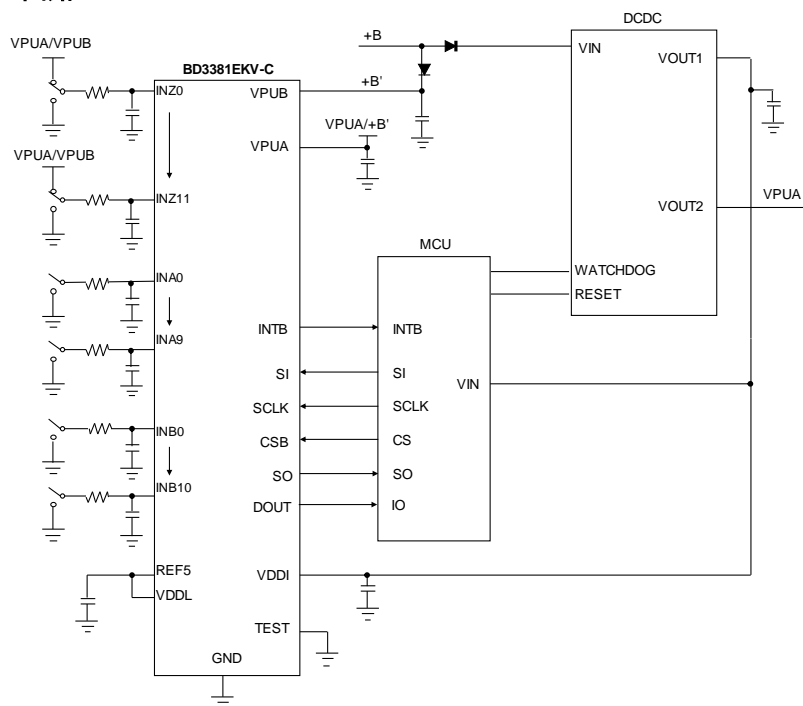 DCDC
+B
VIN
VOUT1
VPUA/VPUB
BD3381EKV-C
INZ0
VPUB
+B'
VPUA/+B'
VPUA
VPUA/VPUB
INZ11
VOUT2
VPUA
MCU
INA0
WATCHDOG
RESET
INA9
INTB
INTB
SI
SI
VIN
SCLK
SCLK
INB0
CSB
CS
SO
SO
INB10
DOUT
IO
REF5
VDDI
VDDL
TEST
GND